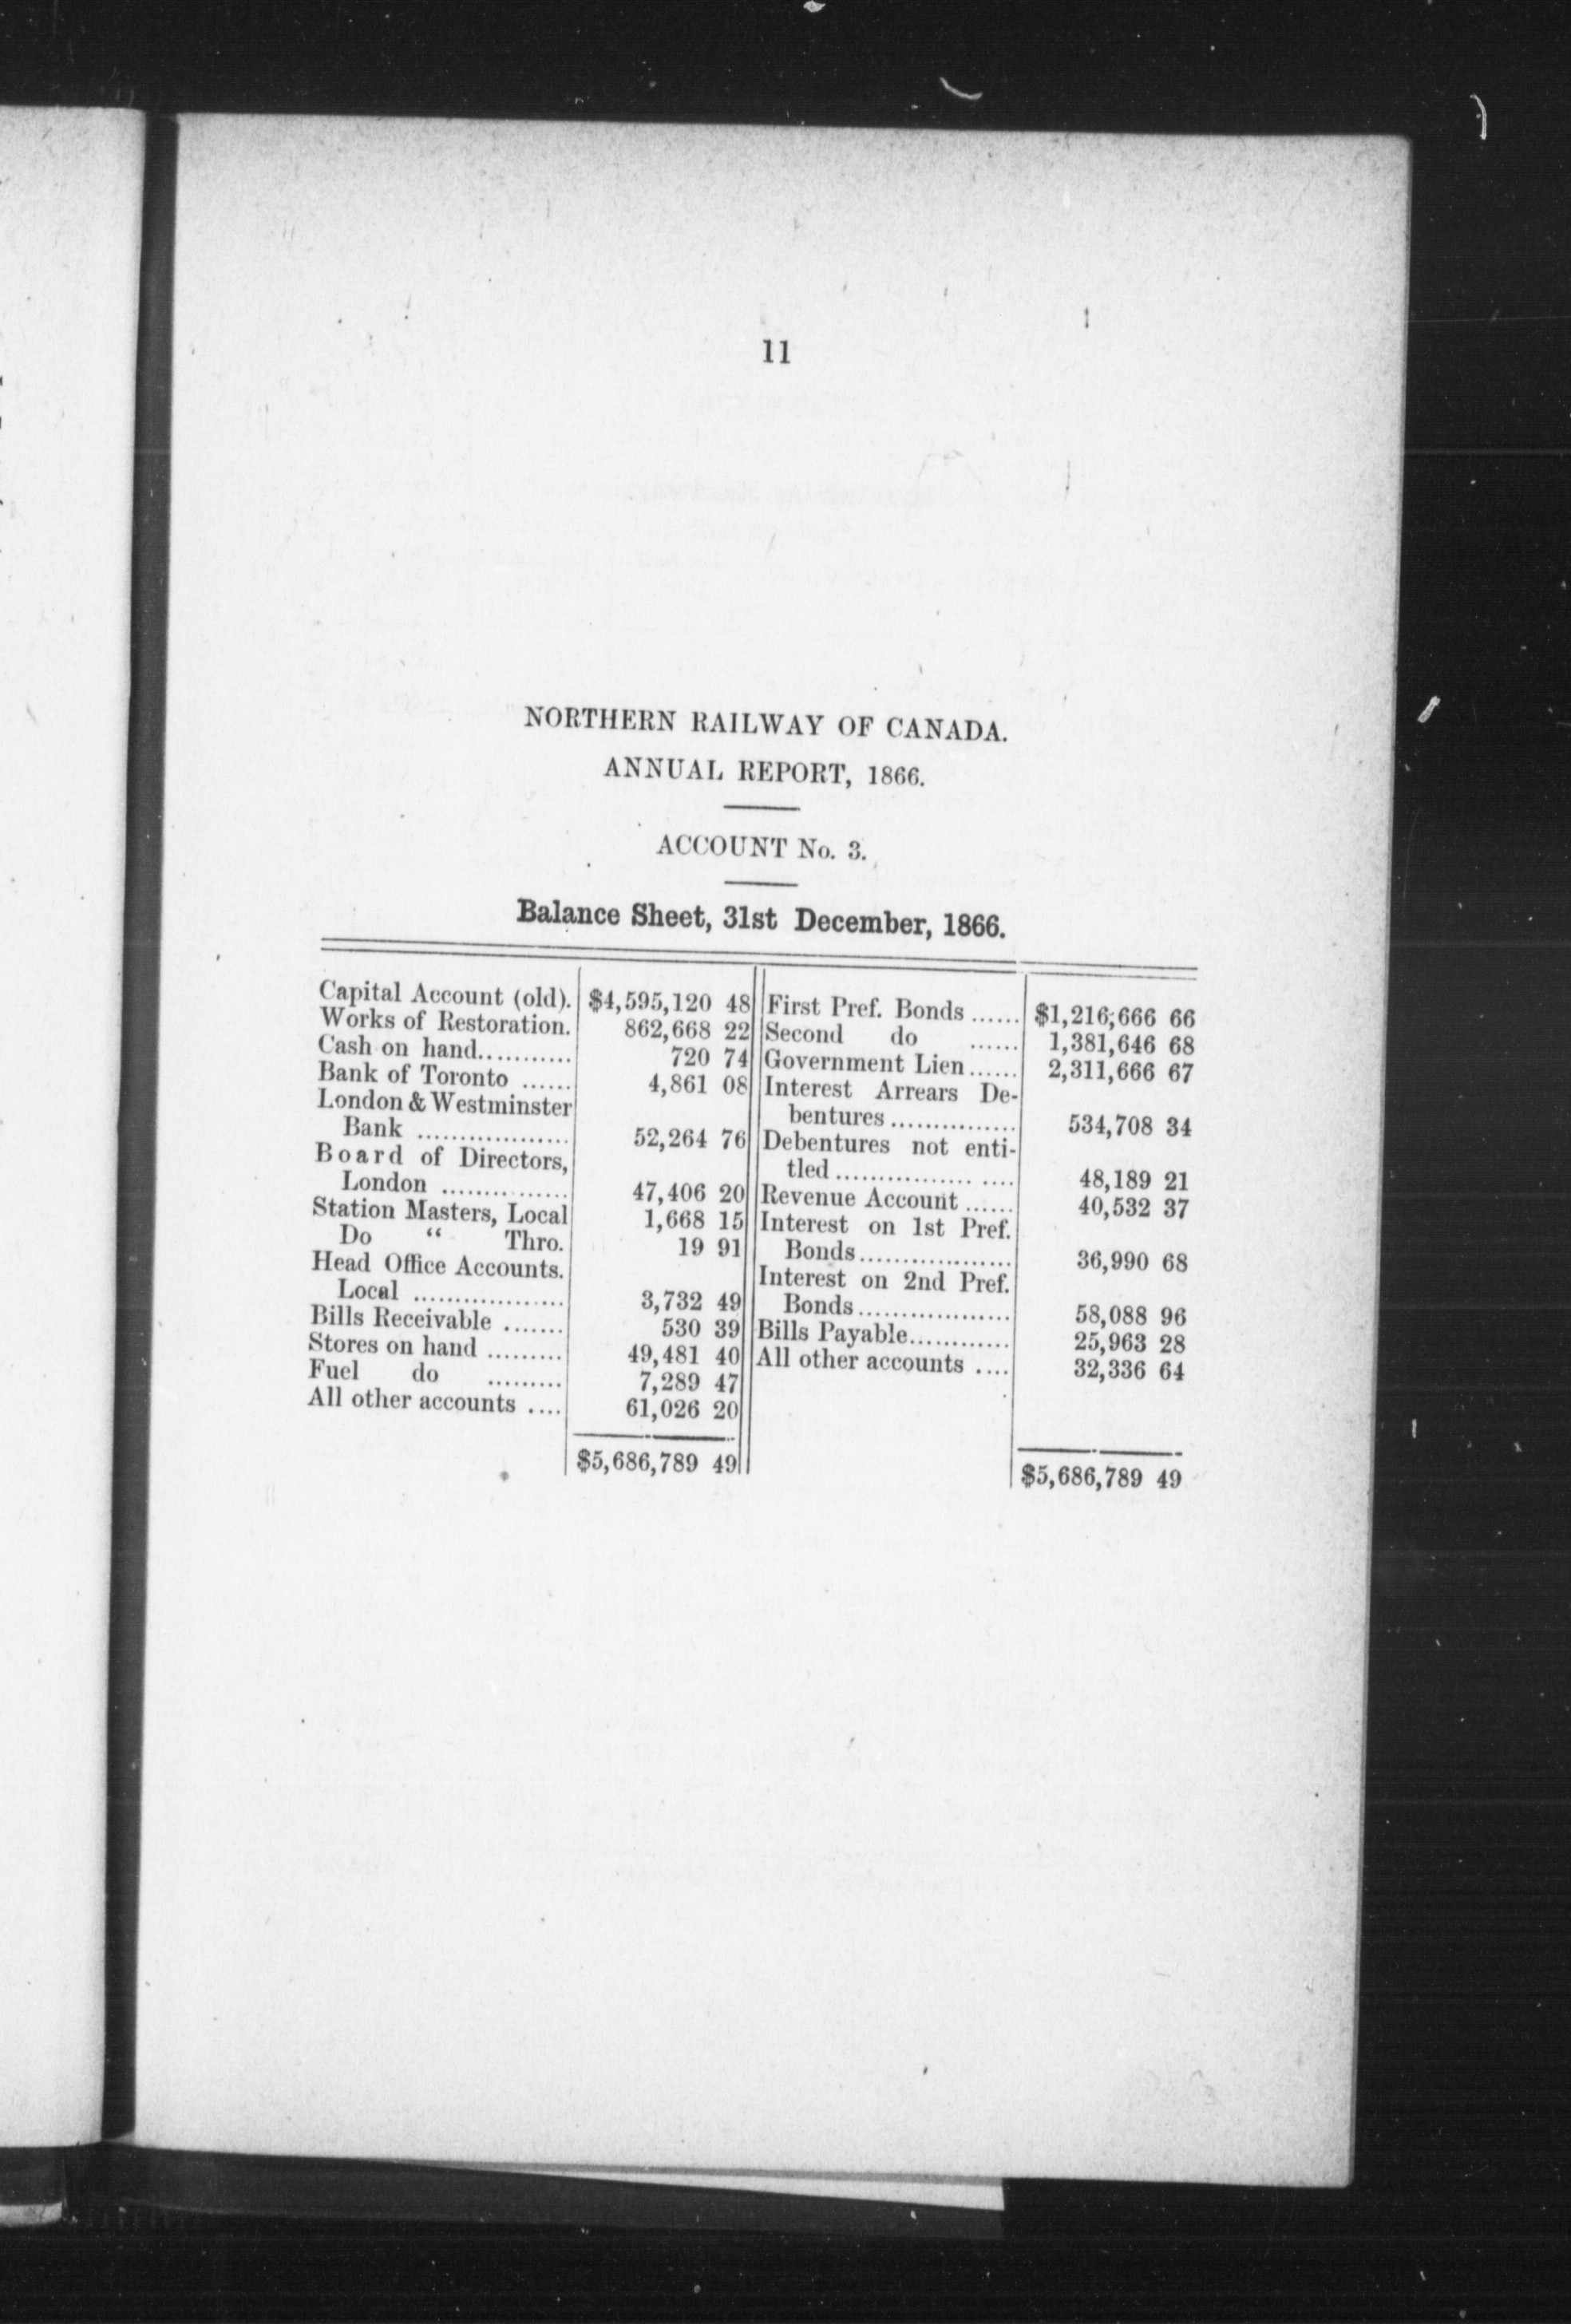 11
NORTHERN RAILWAY OF CANADA.
ANNUAL REPORT, 1866.
ACCOUNT No. 3.
Balance Sheet, 31st December, 1866.
Capital Account (old). $4,595,120 48
Works of Restoration. 862,668 22
Cash on hand........... 720 74
Bank of Toronto ...... 4,861 08
London & Westminster
Bank .................. 52,264 76
Board of Directors,
London ............... 47,406 20
Station Masters, Local 1,668 15
Do “ Thro. 19 91
Head Office Accounts.
Local .................. 3,732 49
Bills Receivable ....... 530 39
Stores on hand ......... 49,481 40
Fuel do ......... 7,289 47
All other accounts .... 61,026 20
$5,686,789 49
First Pref. Bonds ...... $1,216,666 66
Second do ...... 1,381,646 68
Government Lien...... 2,311,666 67
Interest Arrears De-
bentures ............... 534,708 34
Debentures not enti-
tled .................... 48,189 21
Revenue Account ...... 40,532 37
Interest on 1st Pref.
Bonds.................. 36,990 68
Interest on 2nd Pref.
Bonds.................. 58,088 96
Bills Payable............ 25,963 28
All other accounts .... 32,336 64
$5,686,789 49